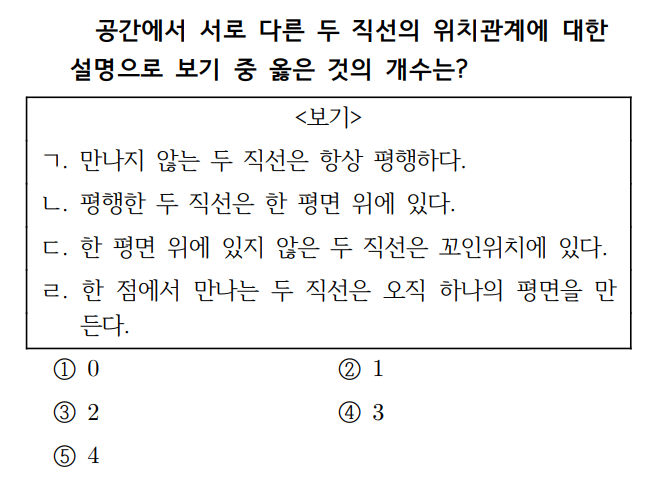 공간에서 서로 다른 두 직선의 위치관계에 대한
설명으로 보기 중 옳은 것의 개수는?
<보기>
ㄱ. 만나지 않는 두 직선은 항상 평행하다.
ㄴ. 평행한 두 직선은 한 평면 위에 있다.
ㄷ. 한 평면 위에 있지 않은 두 직선은 꼬인위치에 있다.
ㄹ. 한 점에서 만나는 두 직선은 오직 하나의 평면을 만
든다.
① 0 ② 1
③ 2 ④ 3
⑤ 4